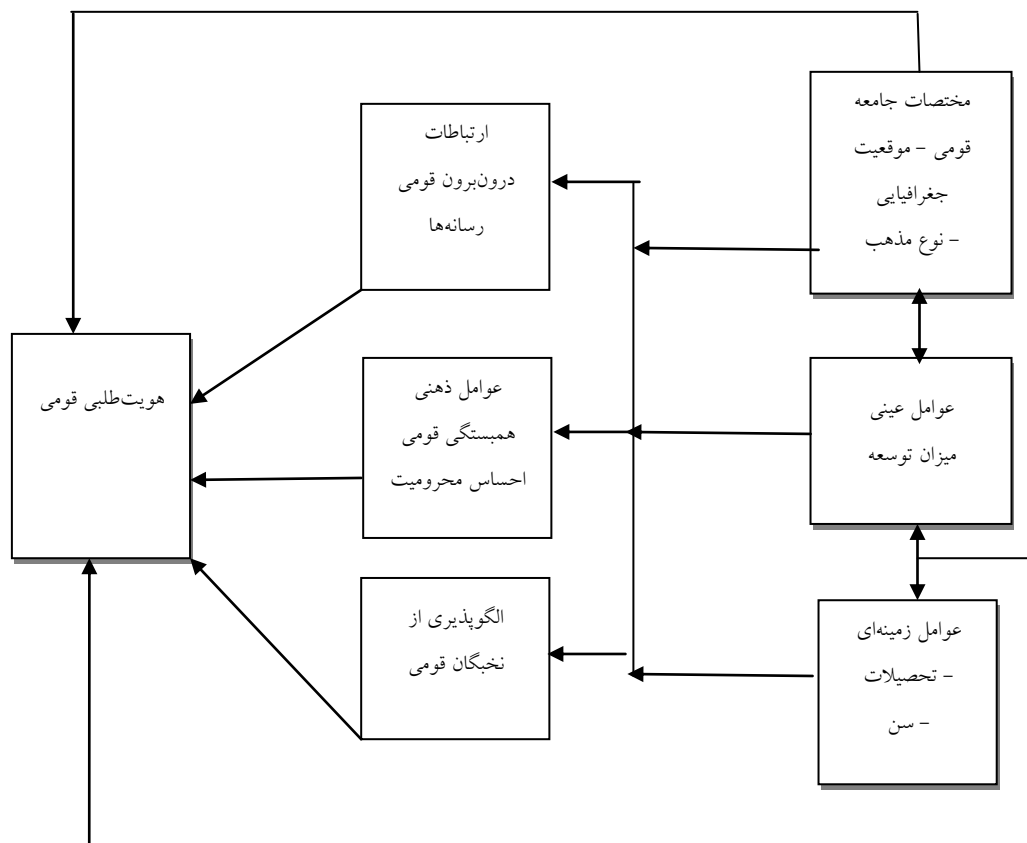 مختصات جامعه
قومی – موقعیت
جغرافیایی
– نوع مذهب
ارتباطات
درون‌برون قومی
رسانه‌ها
هویت‌طلبی قومی
عوامل ذهنی
همبستگی قومی
احساس محرومیت
عوامل عینی
میزان توسعه
الگوپذیری از
نخبگان قومی
عوامل زمینه‌ای
– تحصیلات
– سن